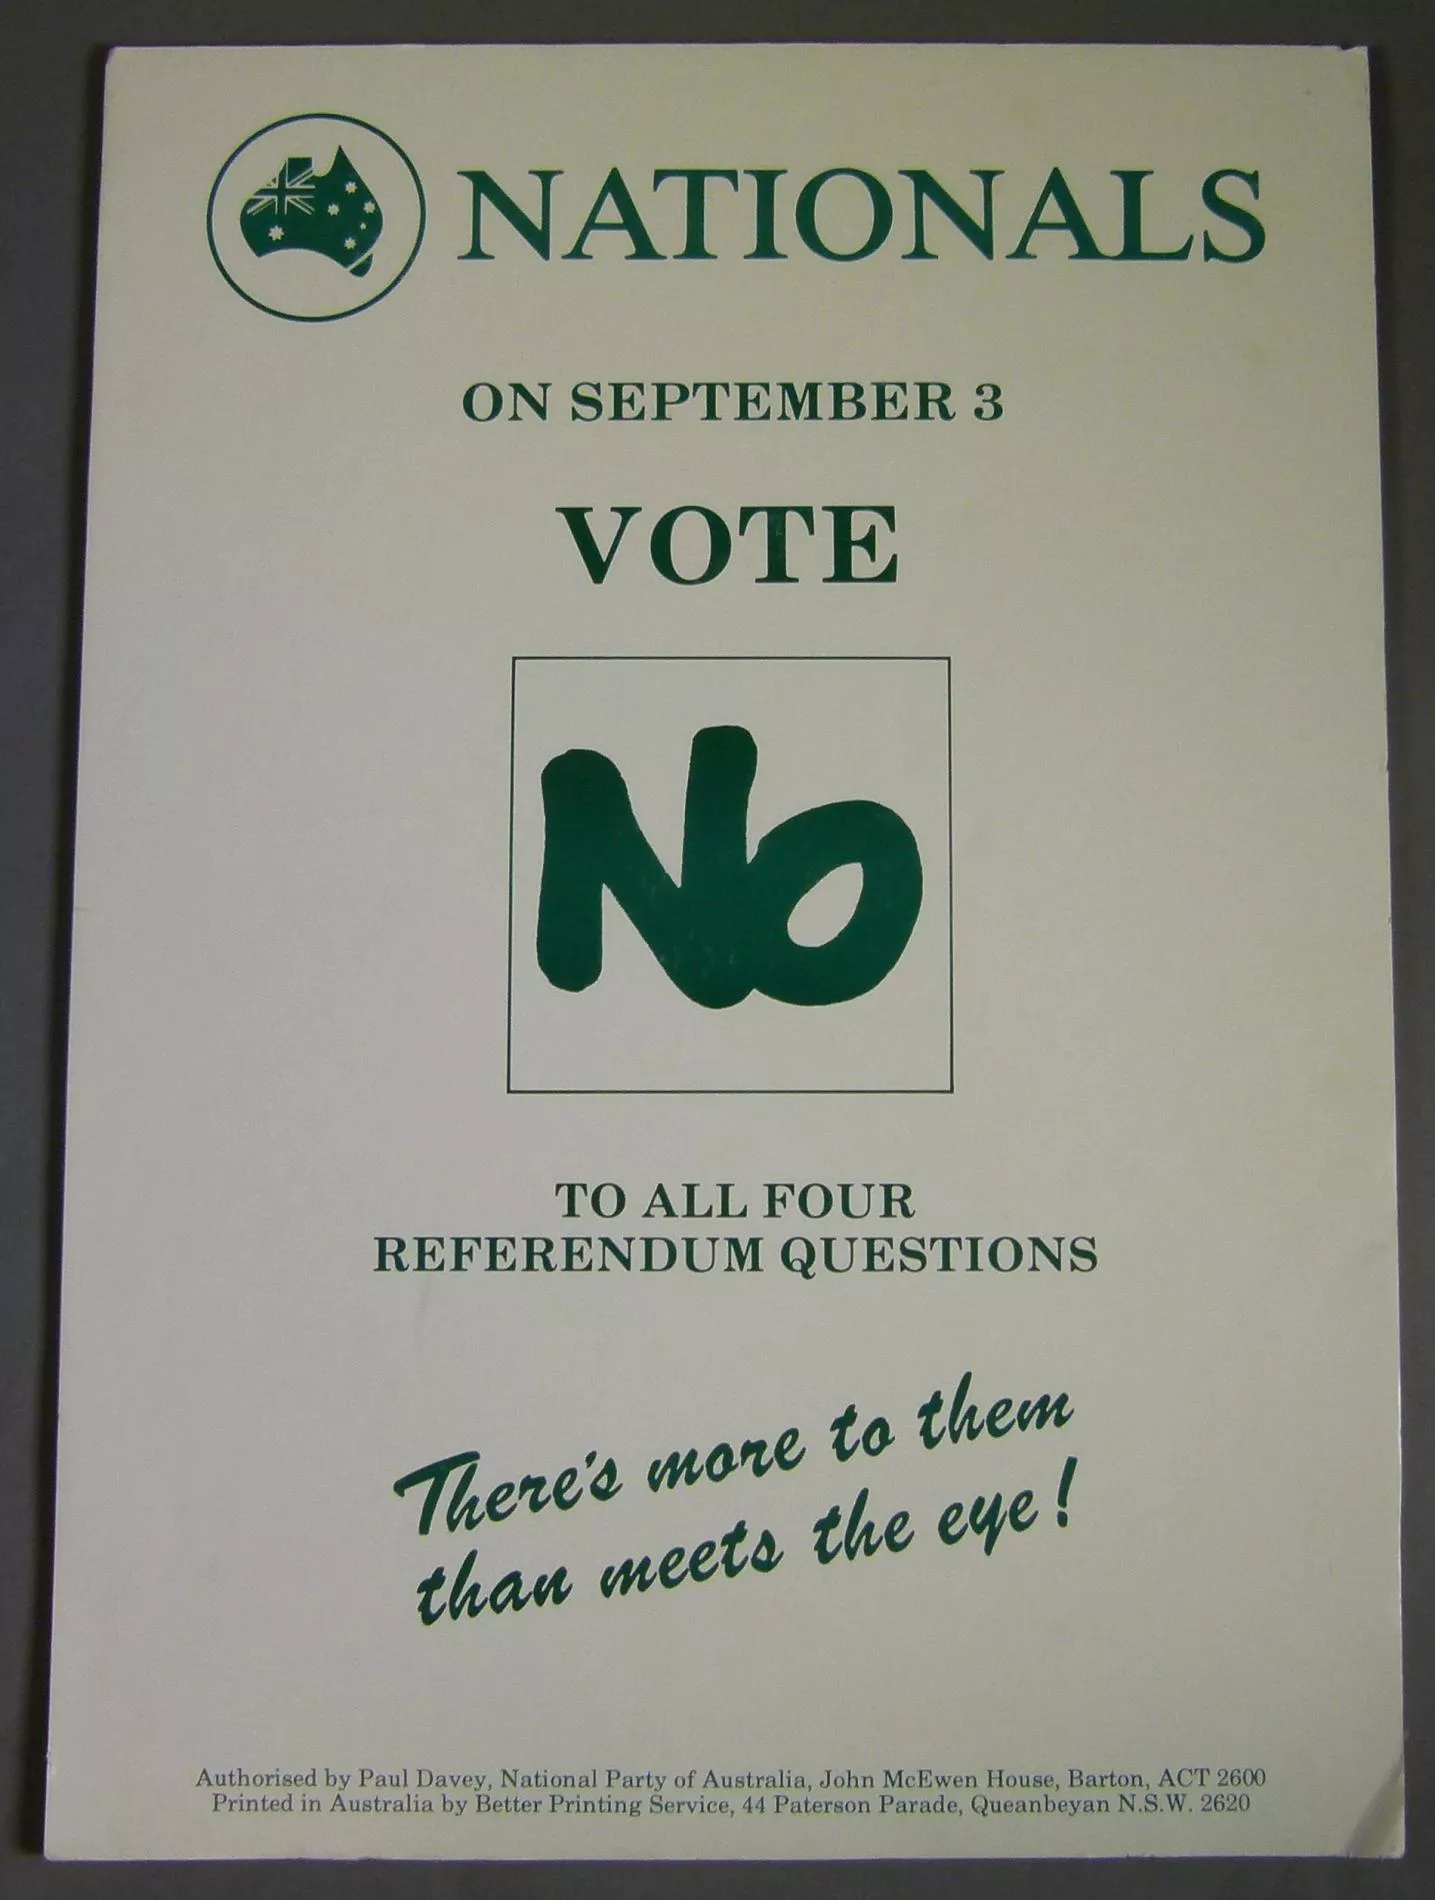 NATIONALS
ON SEPTEMBER 3
VOTE
No
TO ALL FOUR
REFERENDUM QUESTIONS
There's more to them
than meets the eye!
Authorised by Paul Davey, National Party of Australia, John McEwen House, Barton, ACT 2600
Printed in Australia by Better Printing Service, 44 Paterson Parade, Queanbeyan N.S.W. 2620